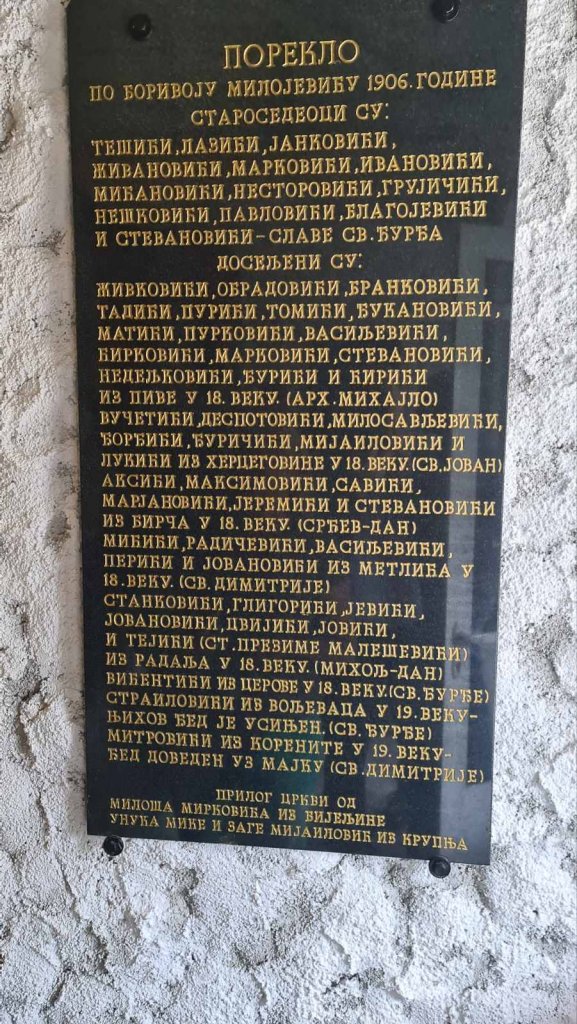 ПОРЕКЛО
ПО БОРИВОЈУ МИЛОЈЕВИЋУ 1906. ГОДИНЕ
СТАРОСЕДЕОЦИ СУ:
ТЕШИЋИ, ЛАЗИЋИ, ЈАНКОВИЋИ,
ЖИВАНОВИЋИ, МАРКОВИЋИ, ИВАНОВИЋИ,
МИЋАНОВИЋИ, НЕСТОРОВИЋИ, ГРУЈИЧИЋИ,
НЕШКОВИЋИ, ПАВЛОВИЋИ, БЛАГОЈЕВИЋИ
И СТЕВАНОВИЋИ - СЛАВЕ СВ. ЂУРЂА
ДОСЕЉЕНИ СУ:
ЖИВКОВИЋИ, ОБРАДОВИЋИ, БРАНКОВИЋИ,
ТАДИЋИ, ПУРИЋИ, ТОМИЋИ, ЂУКАНОВИЋИ,
МАТИЋИ, ПУРКОВИЋИ, ВАСИЉЕВИЋИ,
ЋИРКОВИЋИ, МАРКОВИЋИ, СТЕВАНОВИЋИ,
НЕДЕЉКОВИЋИ, ЂУРИЋИ И ЋИРИЋИ
ИЗ ПИВЕ У 18. ВЕКУ. (АРХ. МИХАЈЛО)
ВУЧЕТИЋИ, ДЕСПОТОВИЋИ, МИЛОСАВЉЕВИЋИ,
ЂОРЂИЋИ, ЂУРИЧИЋИ, МИЈАИЛОВИЋИ И
ЛУКИЋИ ИЗ ХЕРЦЕГОВИНЕ У 18. ВЕКУ. (СВ. ЈОВАН)
АКСИЋИ, МАКСИМОВИЋИ, САВИЋИ,
МАРЈАНОВИЋИ, ЈЕРЕМИЋИ И СТЕВАНОВИЋИ
ИЗ БИРЧА У 18. ВЕКУ. (СРЂЕВ-ДАН)
МИЋИЋИ, РАДИЧЕВИЋИ, ВАСИЉЕВИЋИ,
ПЕРИЋИ И ЈОВАНОВИЋИ ИЗ МЕТЛИЋА У
18. ВЕКУ. (СВ. ДИМИТРИЈЕ)
СТАНКОВИЋИ, ГЛИГОРИЋИ, ЈЕВИЋИ,
ЈОВАНОВИЋИ, ЦВИЈИЋИ, ЈОВИЋИ,
И ТЕЈИЋИ (СТ. ПРЕЗИМЕ МАЛЕШЕВИЋИ)
ИЗ РАДАЉА У 18. ВЕКУ. (МИХОЉ-ДАН)
ВИЋЕНТИЋИ ИЗ ЦЕРОВЕ У 18. ВЕКУ. (СВ. ЂУРЂЕ)
СТРАИЛОВИЋИ ИЗ ВОЉЕВАЦА У 19. ВЕКУ-
ЊИХОВ ЂЕД ЈЕ УСИЊЕН. (СВ. ЂУРЂЕ)
МИТРОВИЋИ ИЗ КОРЕНИТЕ У 19. ВЕКУ-
ЂЕД ДОВЕДЕН УЗ МАЈКУ (СВ. ДИМИТРИЈЕ)
ПРИЛОГ ЦРКВИ ОД
МИЛОША МИРКОВИЋА ИЗ БИЈЕЉИНЕ
УНУКА МИКЕ И ЗАГЕ МИЈАИЛОВИЋ ИЗ КРУПЊА